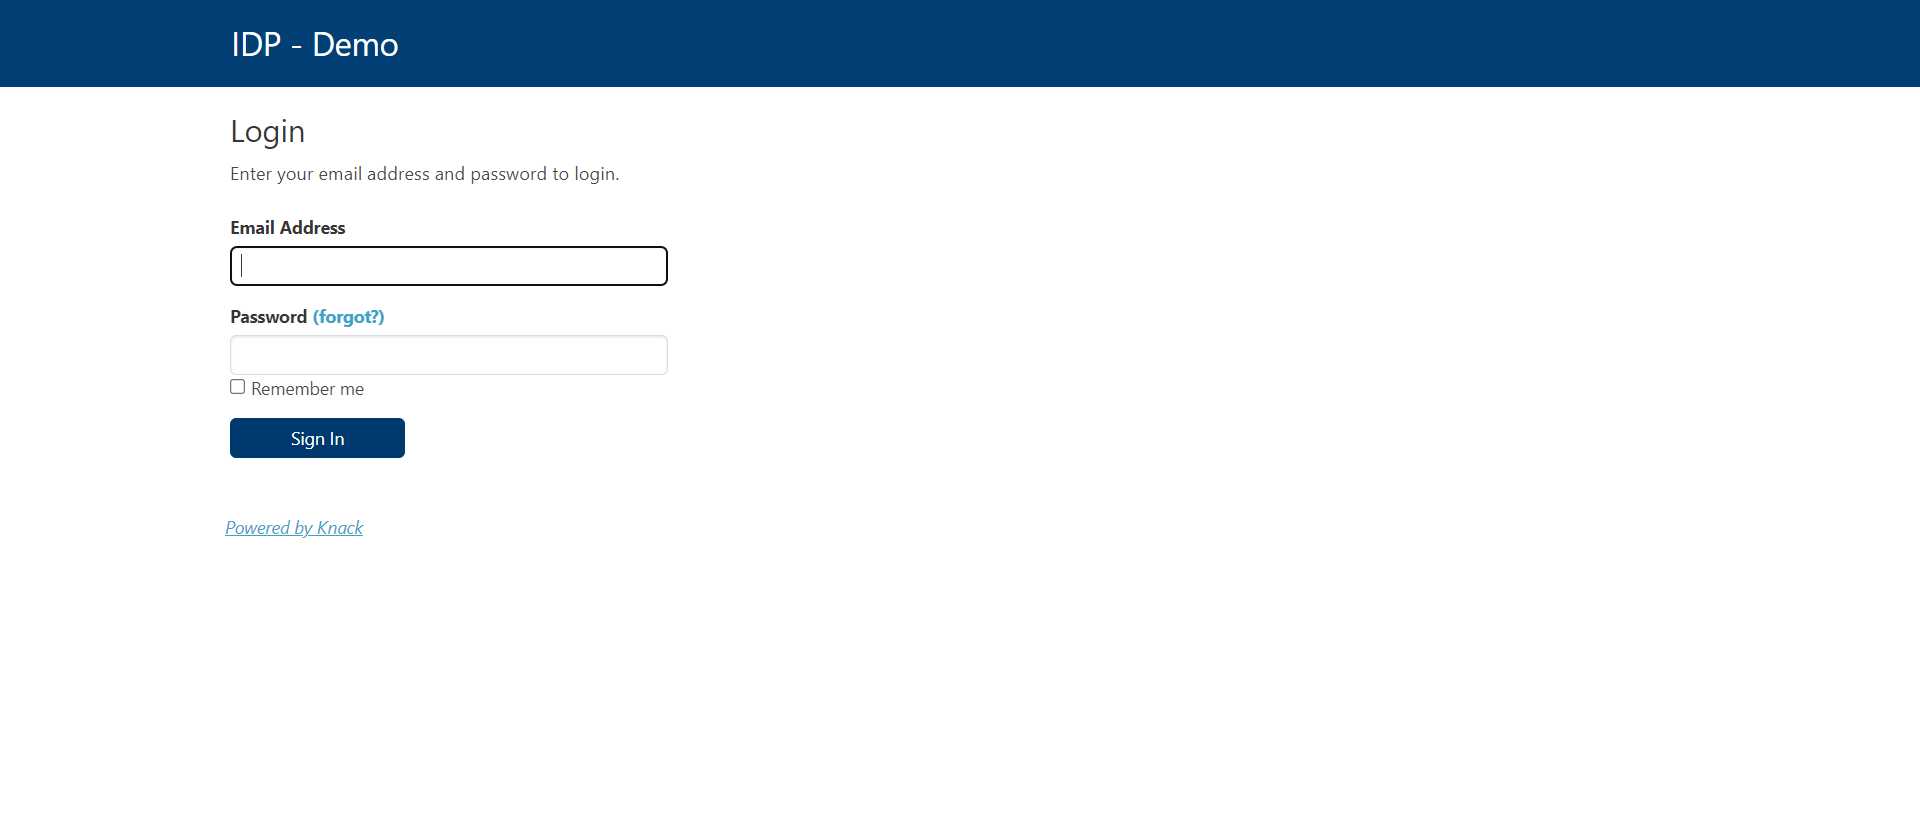 IDP - Demo
Login
Enter your email address and password to login.
Email Address
Password (forgot?)
Remember me
Sign In
Powered by Knack